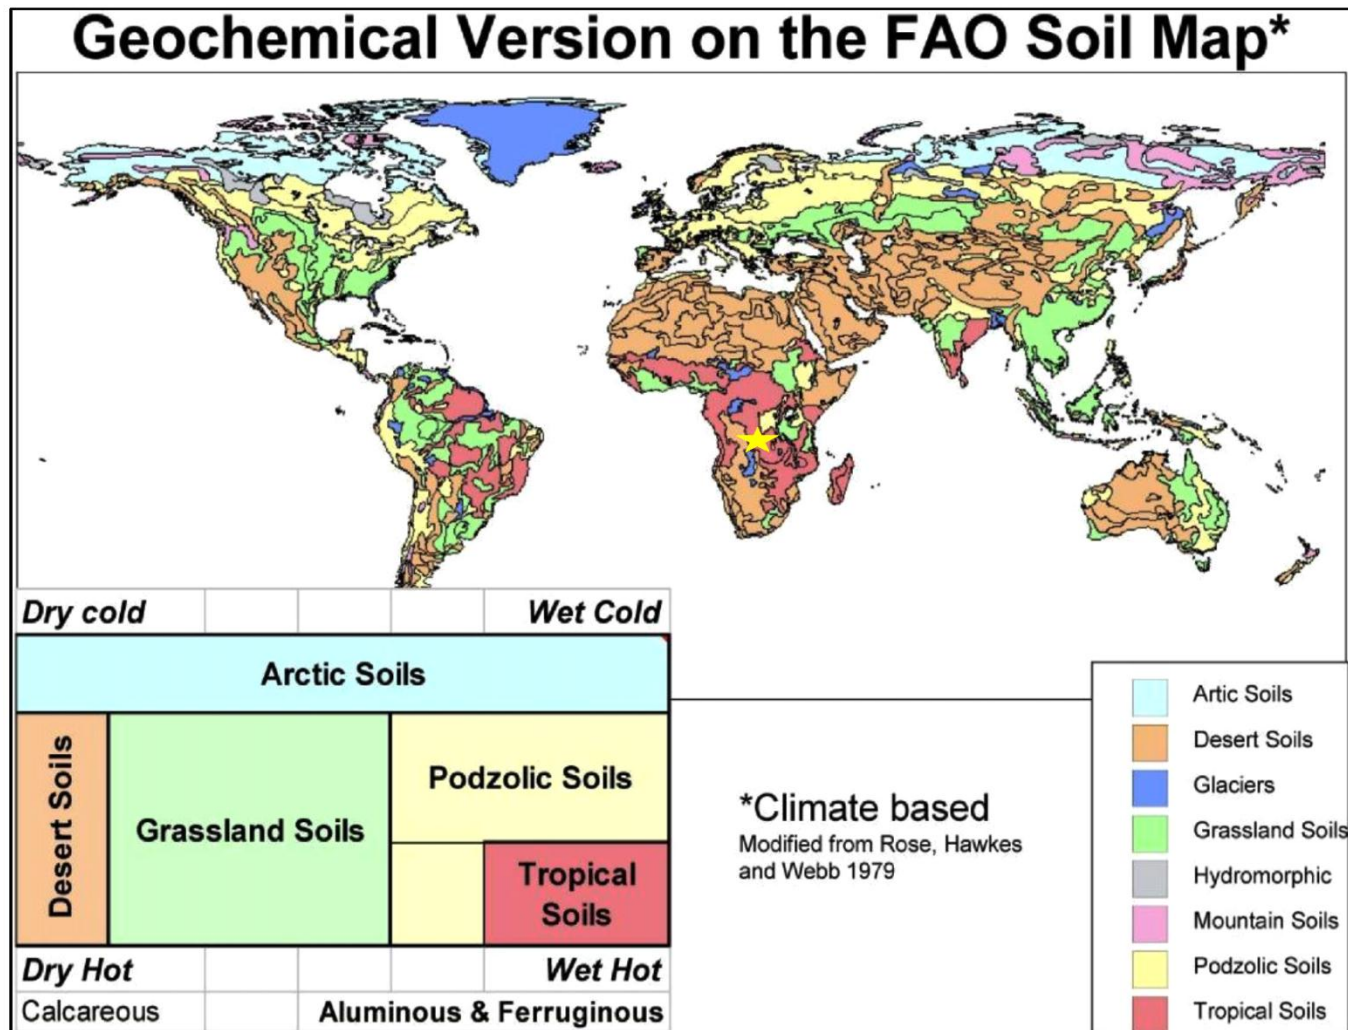 Geochemical Version on the FAO Soil Map*
Dry cold
Wet Cold
Arctic Soils
Desert Soils
Grassland Soils
Podzolic Soils
Tropical
Soils
Dry Hot
Wet Hot
Calcareous
Aluminous & Ferruginous
*Climate based
Modified from Rose, Hawkes
and Webb 1979
Artic Soils
Desert Soils
Glaciers
Grassland Soils
Hydromorphic
Mountain Soils
Podzolic Soils
Tropical Soils